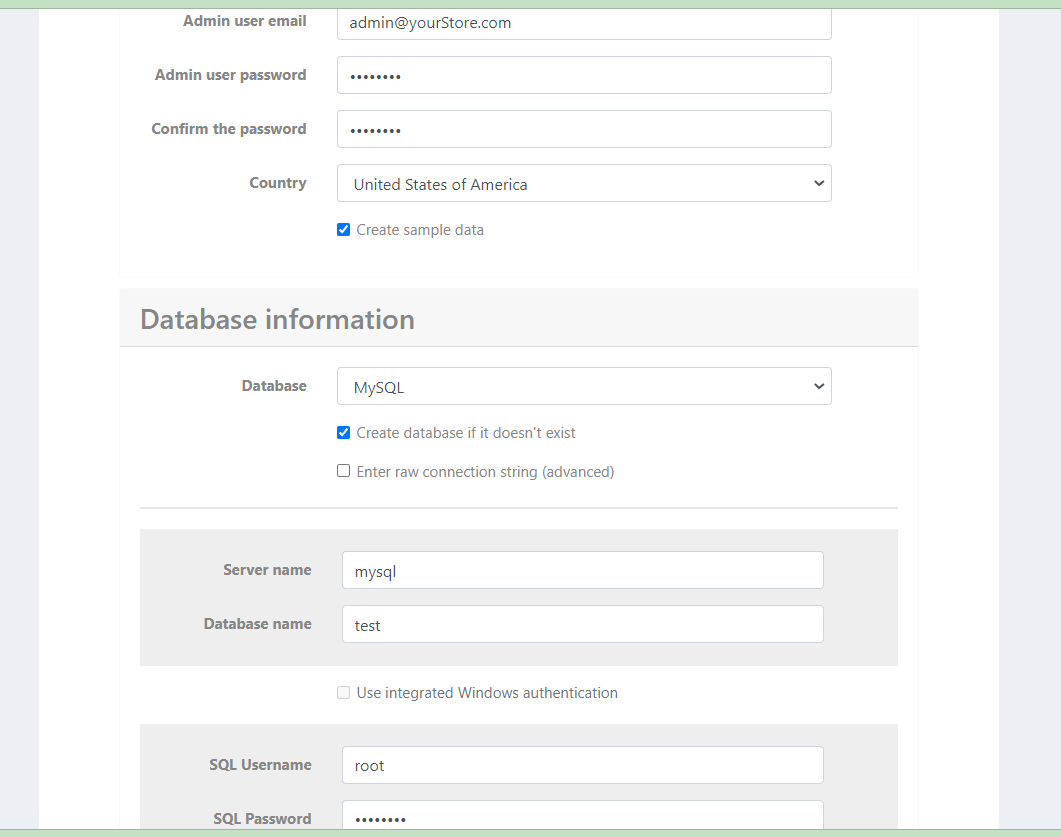 Admin user email admin@yourStore.com
Admin user password ••••••••
Confirm the password ••••••••
Country United States of America
Create sample data
Database information
Database MySQL
Create database if it doesn't exist
Enter raw connection string (advanced)
Server name mysql
Database name test
Use integrated Windows authentication
SQL Username root
SQL Password ••••••••